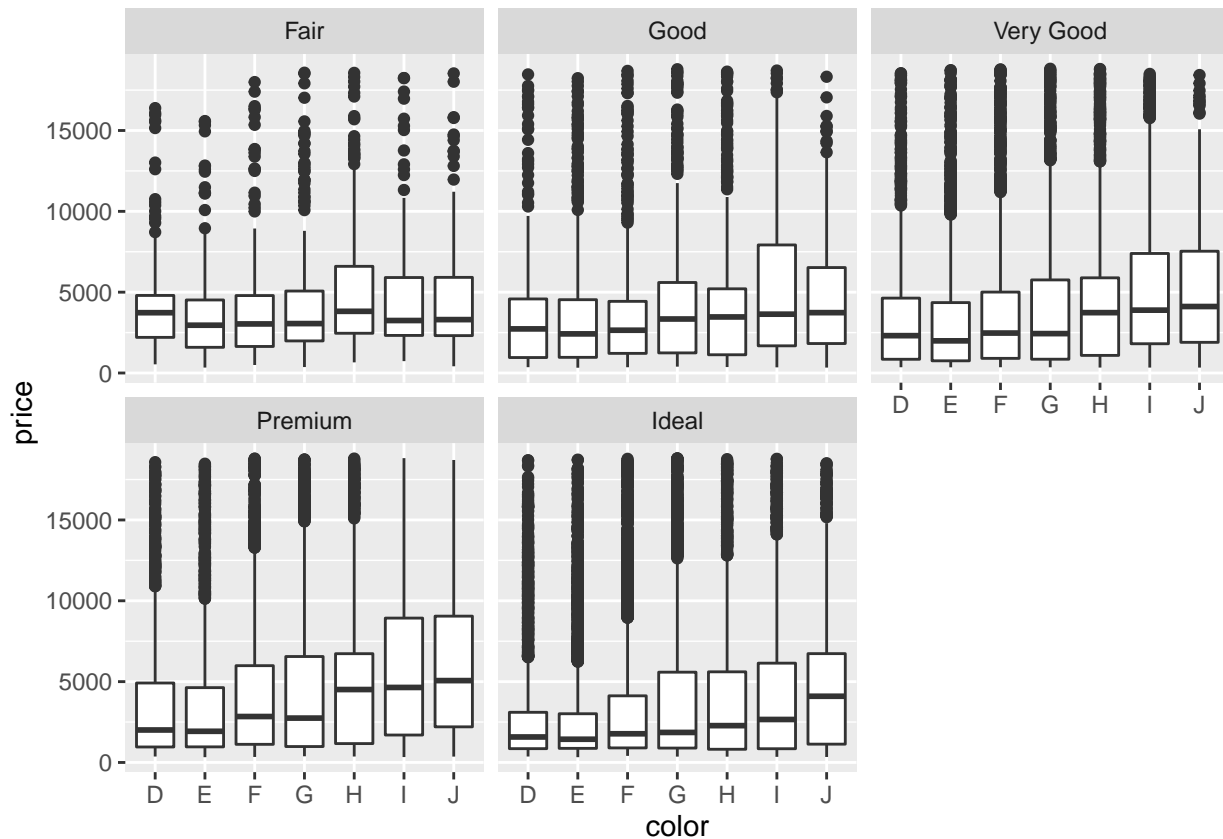 Fair
Good
Very Good
15000
10000
5000
0
D E F G H I J
price
Premium
Ideal
15000
10000
5000
0
D E F G H I J
D E F G H I J
color